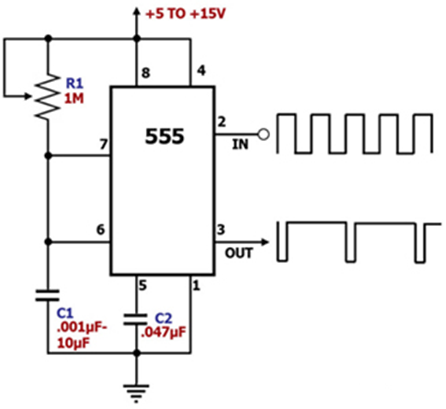 +5 TO +15V
8
4
R1
1M
555
2
IN
7
6
3
OUT
5
1
C1
.001µF-
10µF
C2
.047µF